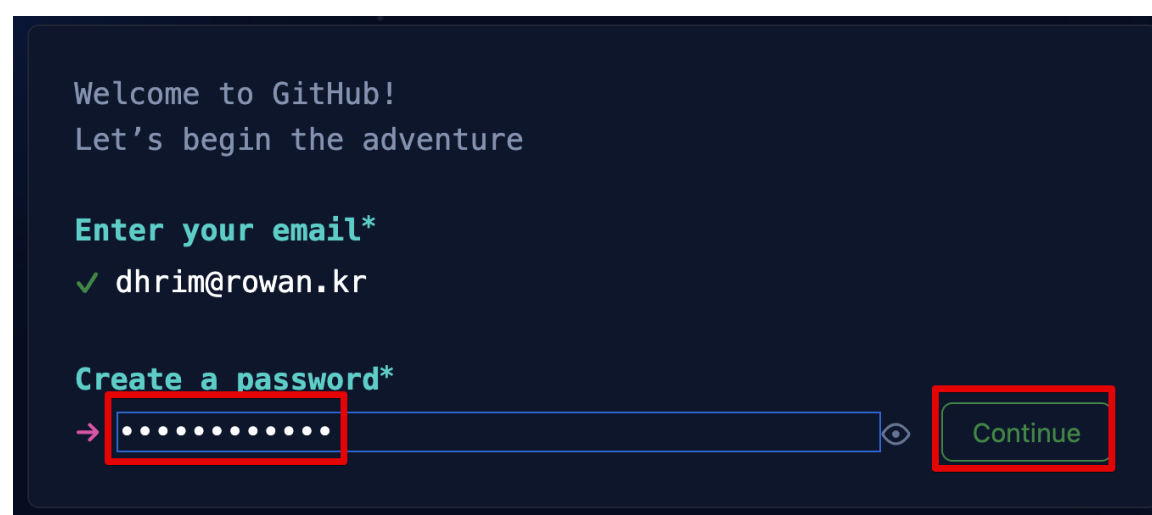 Welcome to GitHub!
Let’s begin the adventure
Enter your email*
✓ dhrim@rowan.kr
Create a password*
→ •••••••••••• Continue